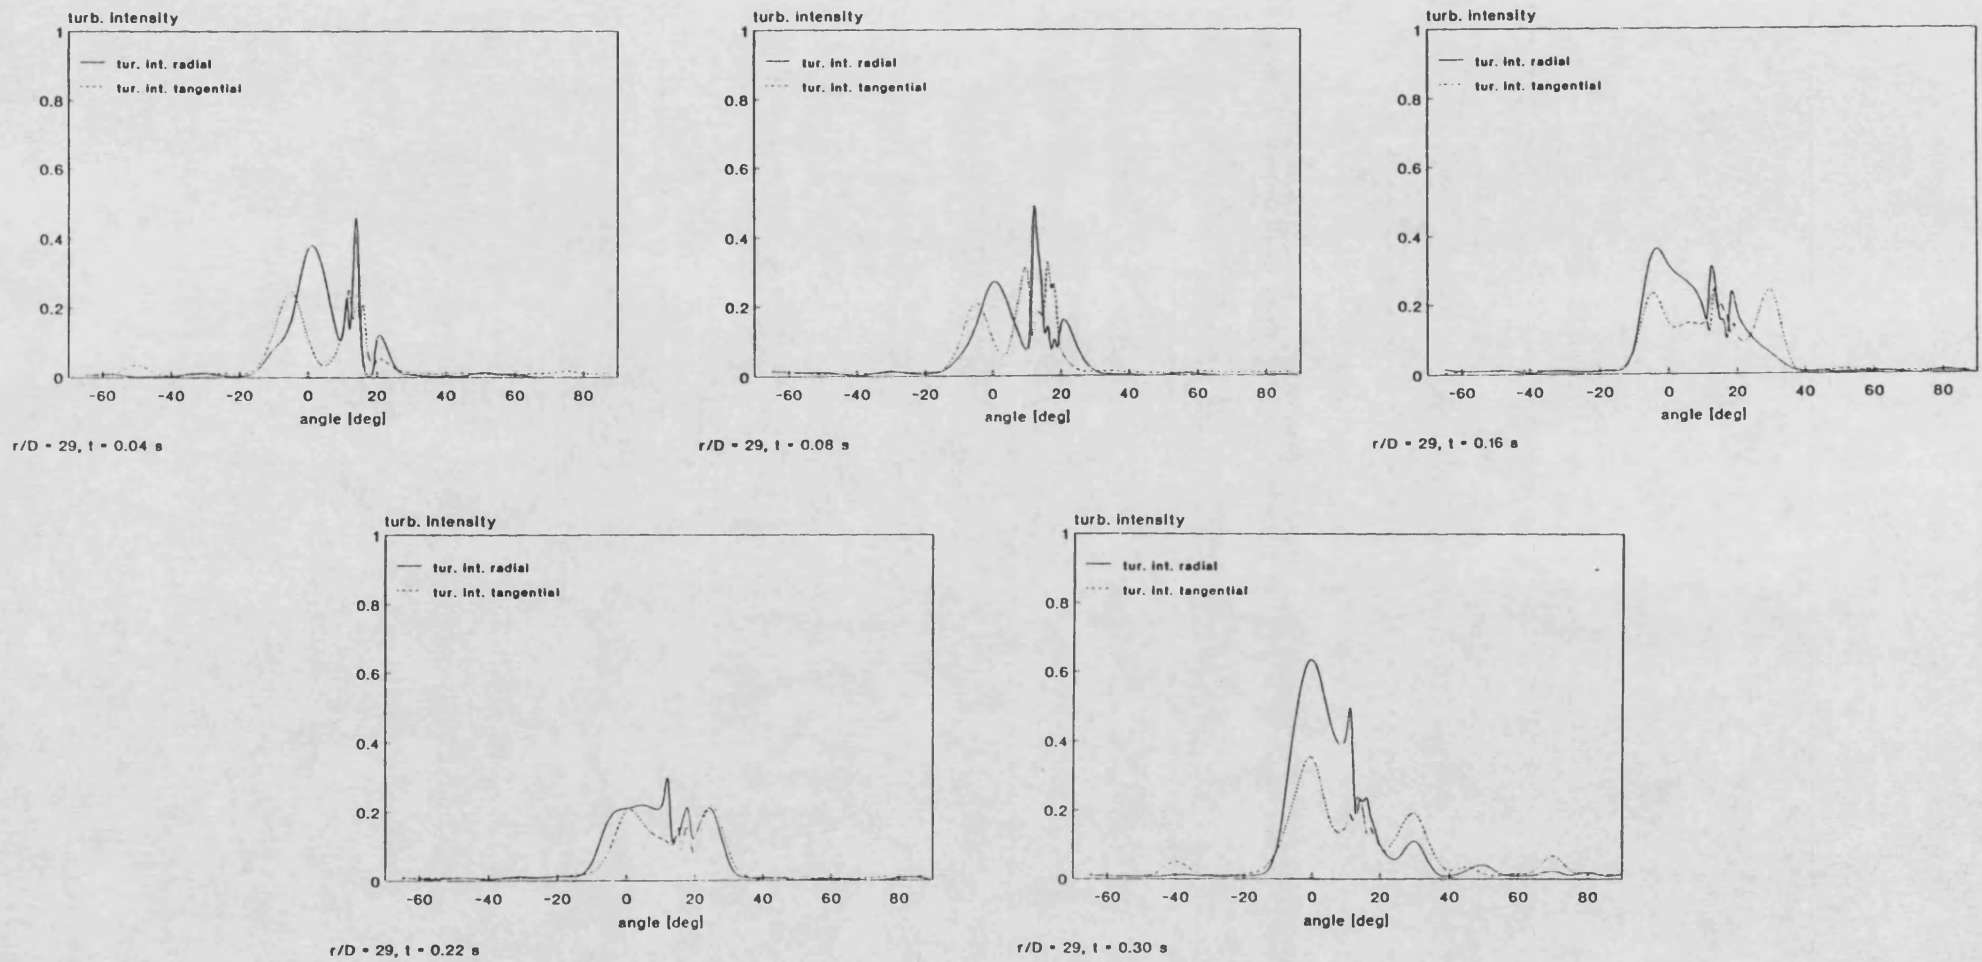 turb. intensity
1
tur. int. radial
tur. int. tangential
0.8
0.6
0.4
0.2
0
-60 -40 -20 0 20 40 60 80
angle [deg]
r/D = 29, t = 0.04 s
turb. intensity
1
tur. int. radial
tur. int. tangential
0.8
0.6
0.4
0.2
0
-60 -40 -20 0 20 40 60 80
angle [deg]
r/D = 29, t = 0.08 s
turb. intensity
1
tur. int. radial
tur. int. tangential
0.8
0.6
0.4
0.2
0
-60 -40 -20 0 20 40 60 80
angle [deg]
r/D = 29, t = 0.16 s
turb. intensity
1
tur. int. radial
tur. int. tangential
0.8
0.6
0.4
0.2
0
-60 -40 -20 0 20 40 60 80
angle [deg]
r/D = 29, t = 0.22 s
turb. intensity
1
tur. int. radial
tur. int. tangential
0.8
0.6
0.4
0.2
0
-60 -40 -20 0 20 40 60 80
angle [deg]
r/D = 29, t = 0.30 s